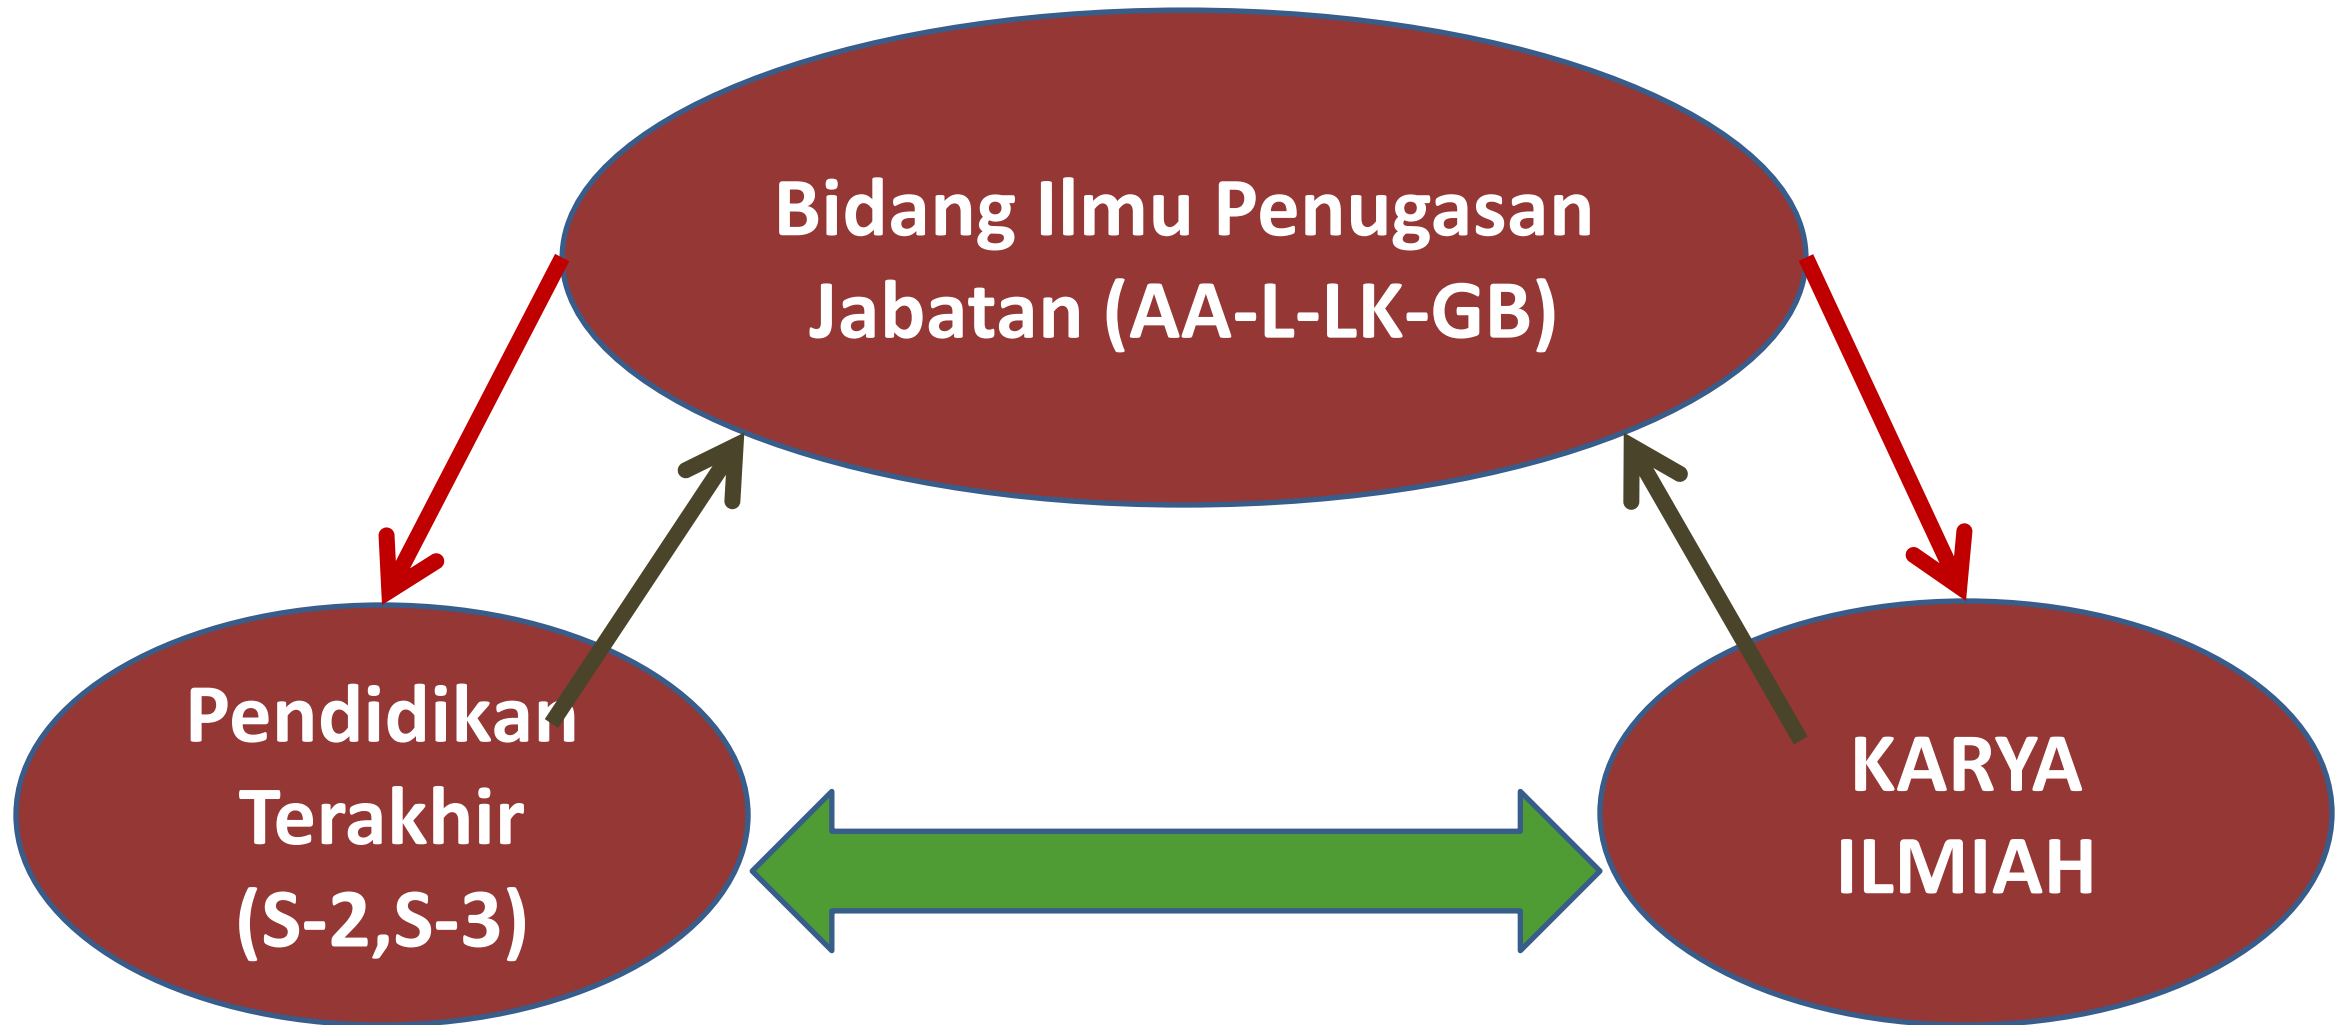 Bidang Ilmu Penugasan
Jabatan (AA-L-LK-GB)
Pendidikan
Terakhir
(S-2,S-3)
KARYA
ILMIAH